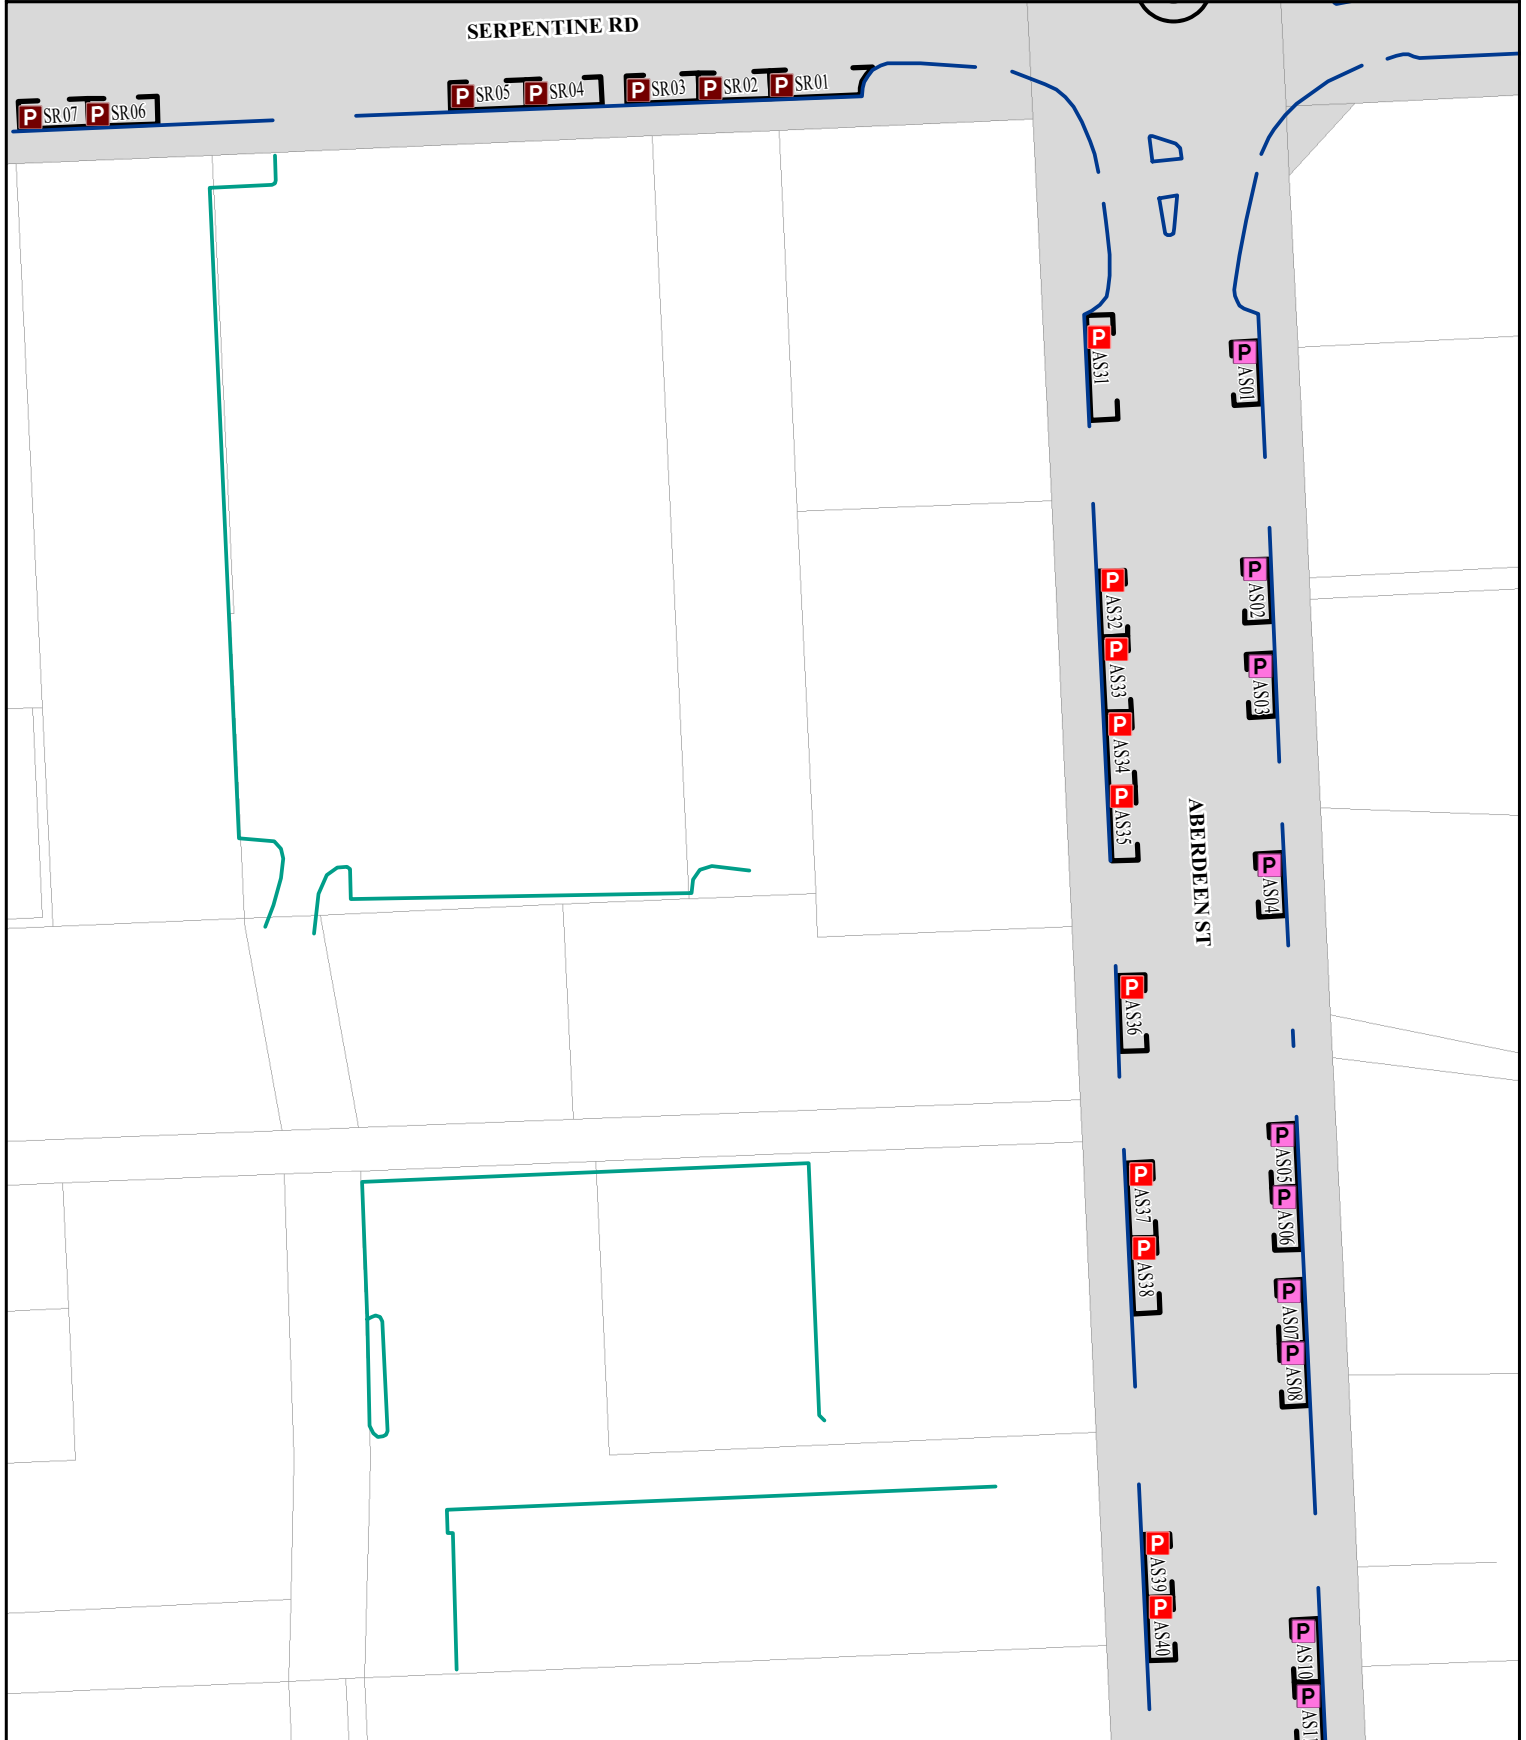 SERPENTINE RD
P SR07
P SR06
P SR05
P SR04
P SR03
P SR02
P SR01
P AS31
P AS01
P AS32
P AS02
P AS33
P AS03
P AS34
P AS35
ABERDEEN ST
P AS04
P AS36
P AS05
P AS37
P AS06
P AS38
P AS07
P AS08
P AS39
P AS40
P AS10
P